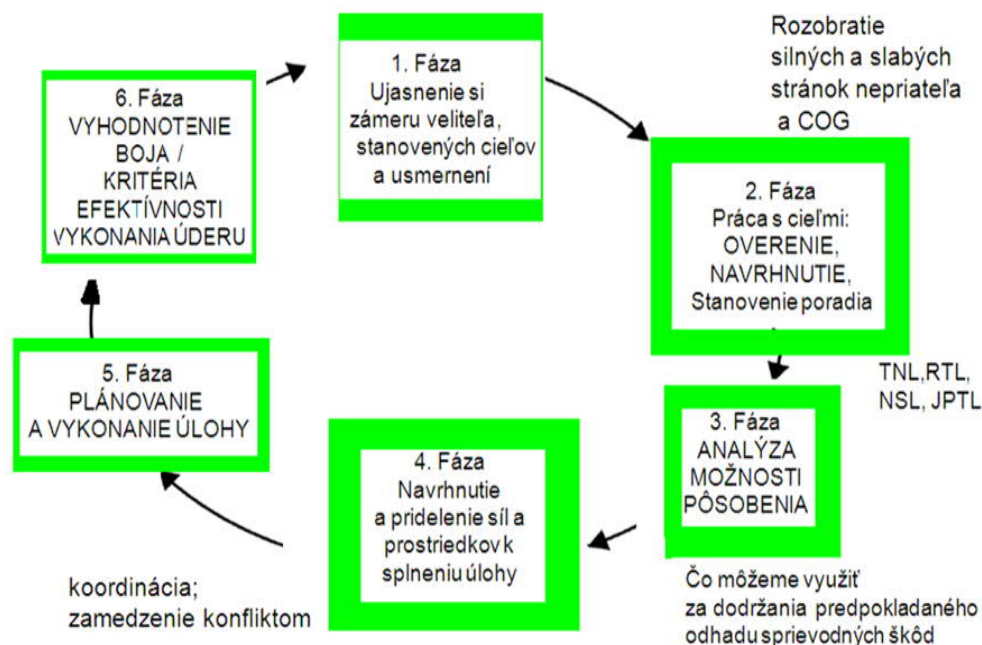 1. Fáza
Ujasnenie si
zámeru veliteľa,
stanovených cieľov
a usmernení
Rozobratie
silných a slabých
stránok nepriateľa
a COG
2. Fáza
Práca s cieľmi:
OVERENIE,
NAVRHNUTIE,
Stanovenie poradia
TNL,RTL,
NSL, JPTL
3. Fáza
ANALÝZA
MOŽNOSTI
PÔSOBENIA
Čo môžeme využiť
za dodržania predpokladaného
odhadu sprievodných škôd
4. Fáza
Navrhnutie
a pridelenie síl a
prostriedkov k
splneniu úlohy
koordinácia;
zamedzenie konfliktom
5. Fáza
PLÁNOVANIE
A VYKONANIE ÚLOHY
6. Fáza
VYHODNOTENIE
BOJA /
KRITÉRIA
EFEKTÍVNOSTI
VYKONANIA ÚDERU